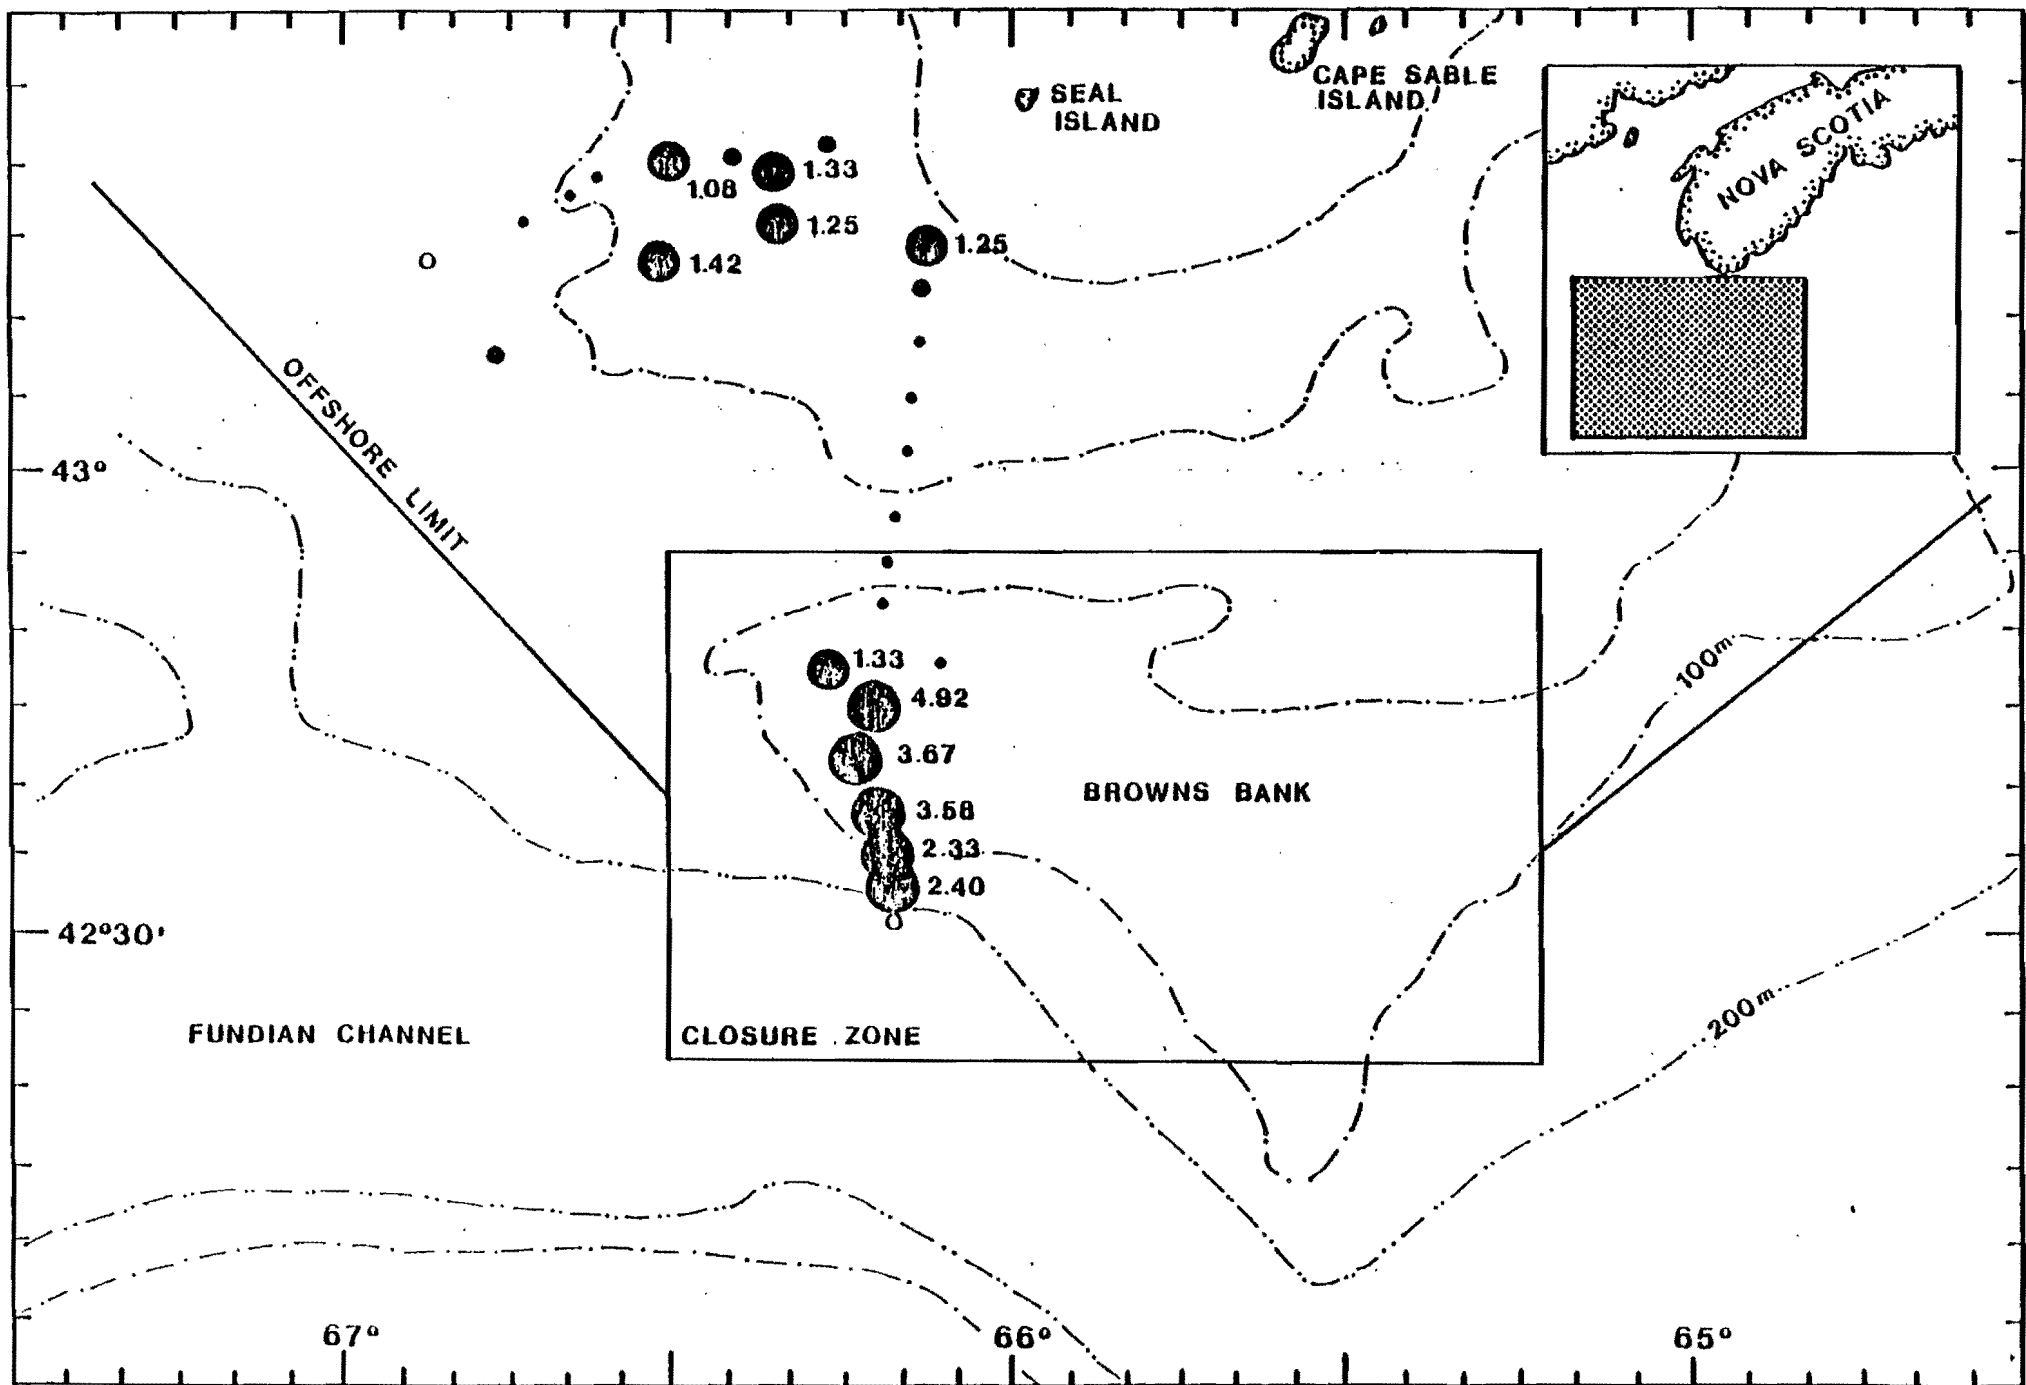 SEAL
ISLAND
CAPE SABLE
ISLAND
NOVA SCOTIA
1.08
1.33
1.25
1.42
1.25
OFFSHORE LIMIT
43°
1.33
4.92
3.67
3.58
2.33
2.40
BROWNS BANK
100m
42°30'
200m
FUNDIAN CHANNEL
CLOSURE ZONE
67°
66°
65°